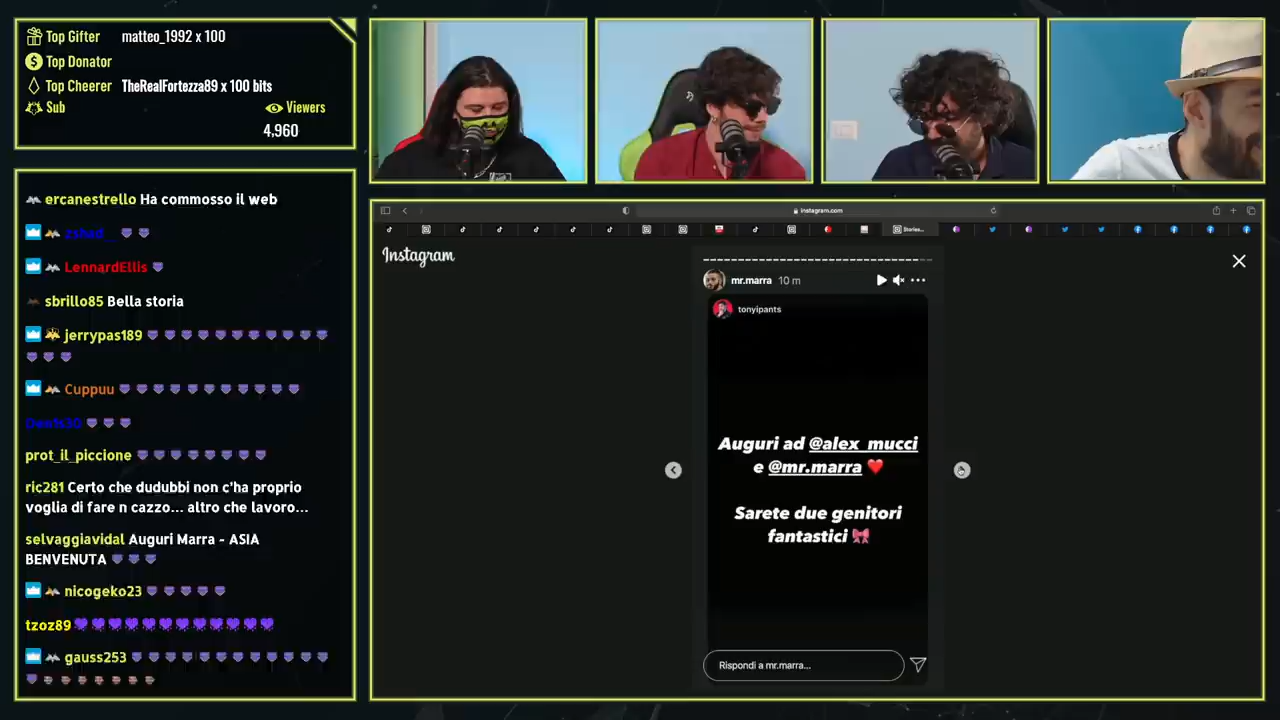 Top Gifter matteo_1992 x 100
Top Donator
Top Cheerer TheRealFortezza89 x 100 bits
Sub Viewers
4,960
ercanestrello Ha commosso il web
zshad__
LennardEllis
sbrillo85 Bella storia
jerrypas189
Cuppuu
prot_il_piccione
ric281 Certo che dudubbi non c'ha proprio
voglia di fare n cazzo... altro che lavoro...
selvaggiavidal Auguri Marra - ASIA
BENVENUTA
nicogeko23
tzoz89
gauss253
instagram.com
Stories...
Instagram
mr.marra 10 m
tonyipants
Auguri ad @alex_mucci
e @mr.marra ❤️
Sarete due genitori
fantastici 🎀
Rispondi a mr.marra...